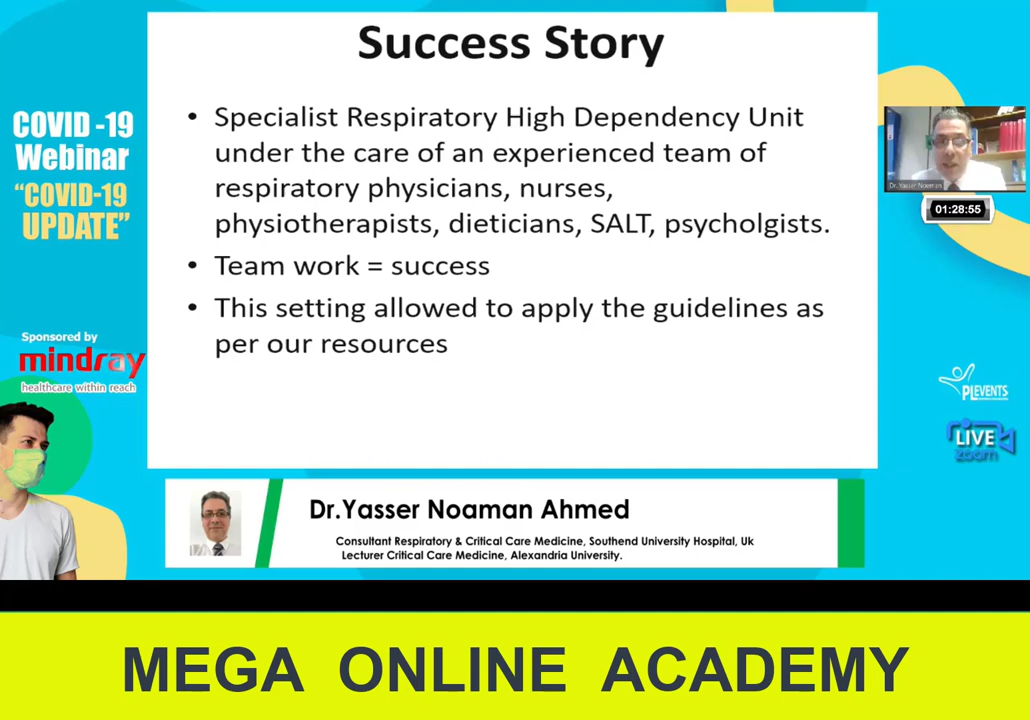 Success Story
• Specialist Respiratory High Dependency Unit
under the care of an experienced team of
respiratory physicians, nurses,
physiotherapists, dieticians, SALT, psycholgists.
• Team work = success
• This setting allowed to apply the guidelines as
per our resources
COVID -19
Webinar
“COVID-19
UPDATE”
Sponsored by
mindray
healthcare within reach
Dr. Yasser Noaman
01:28:55
PLEVENTS
LIVE
zoom
Dr.Yasser Noaman Ahmed
Consultant Respiratory & Critical Care Medicine, Southend University Hospital, Uk
Lecturer Critical Care Medicine, Alexandria University.
MEGA ONLINE ACADEMY